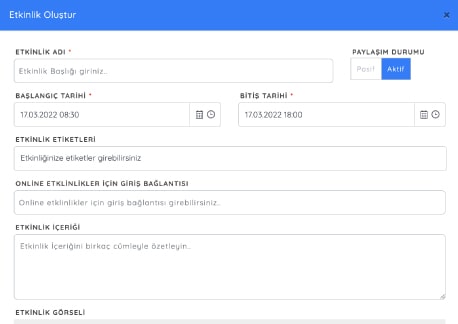 Etkinlik Oluştur ×
ETKİNLİK ADI * PAYLAŞIM DURUMU
Etkinlik Başlığı giriniz.. Pasif Aktif
BAŞLANGIÇ TARİHİ * BİTİŞ TARİHİ *
17.03.2022 08:30 17.03.2022 18:00
ETKİNLİK ETİKETLERİ
Etkinliğinize etiketler girebilirsiniz
ONLINE ETKLİNLİKLER İÇİN GİRİŞ BAĞLANTISI
Online etklinlikler için giriş bağlantısı girebilirsiniz..
ETKİNLİK İÇERİĞİ
Etkinlik İçeriğini birkaç cümleyle özetleyin..
ETKİNLİK GÖRSELİ